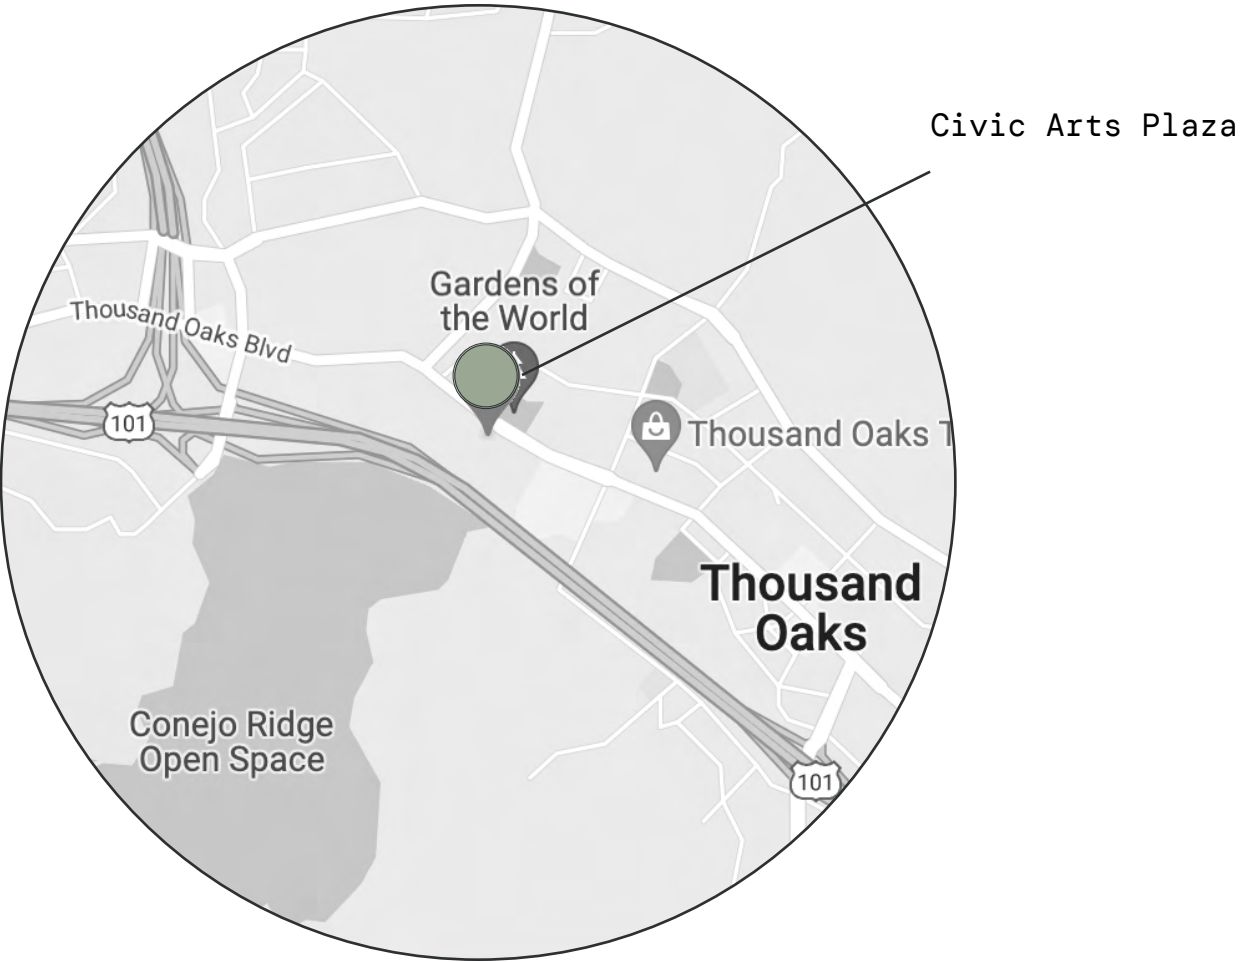 Civic Arts Plaza
Gardens of
the World
Thousand Oaks Blvd
101
Thousand Oaks T
Thousand
Oaks
Conejo Ridge
Open Space
101